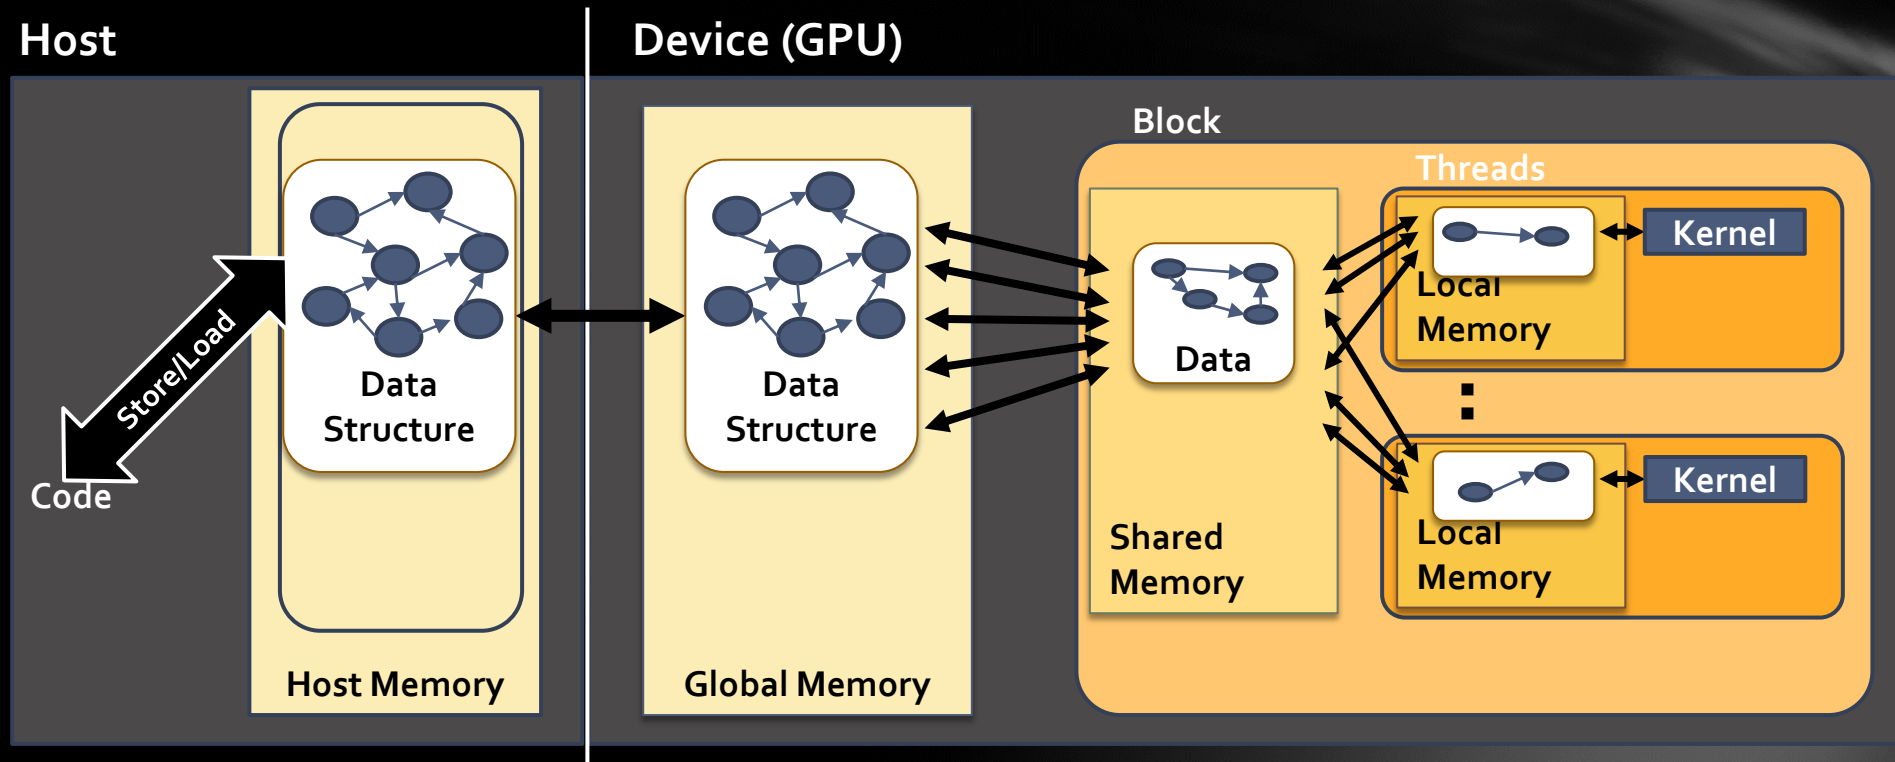 Host
Device (GPU)
Store/Load
Code
Data
Structure
Host Memory
Data
Structure
Global Memory
Block
Data
Shared
Memory
Threads
Kernel
Local
Memory
Kernel
Local
Memory